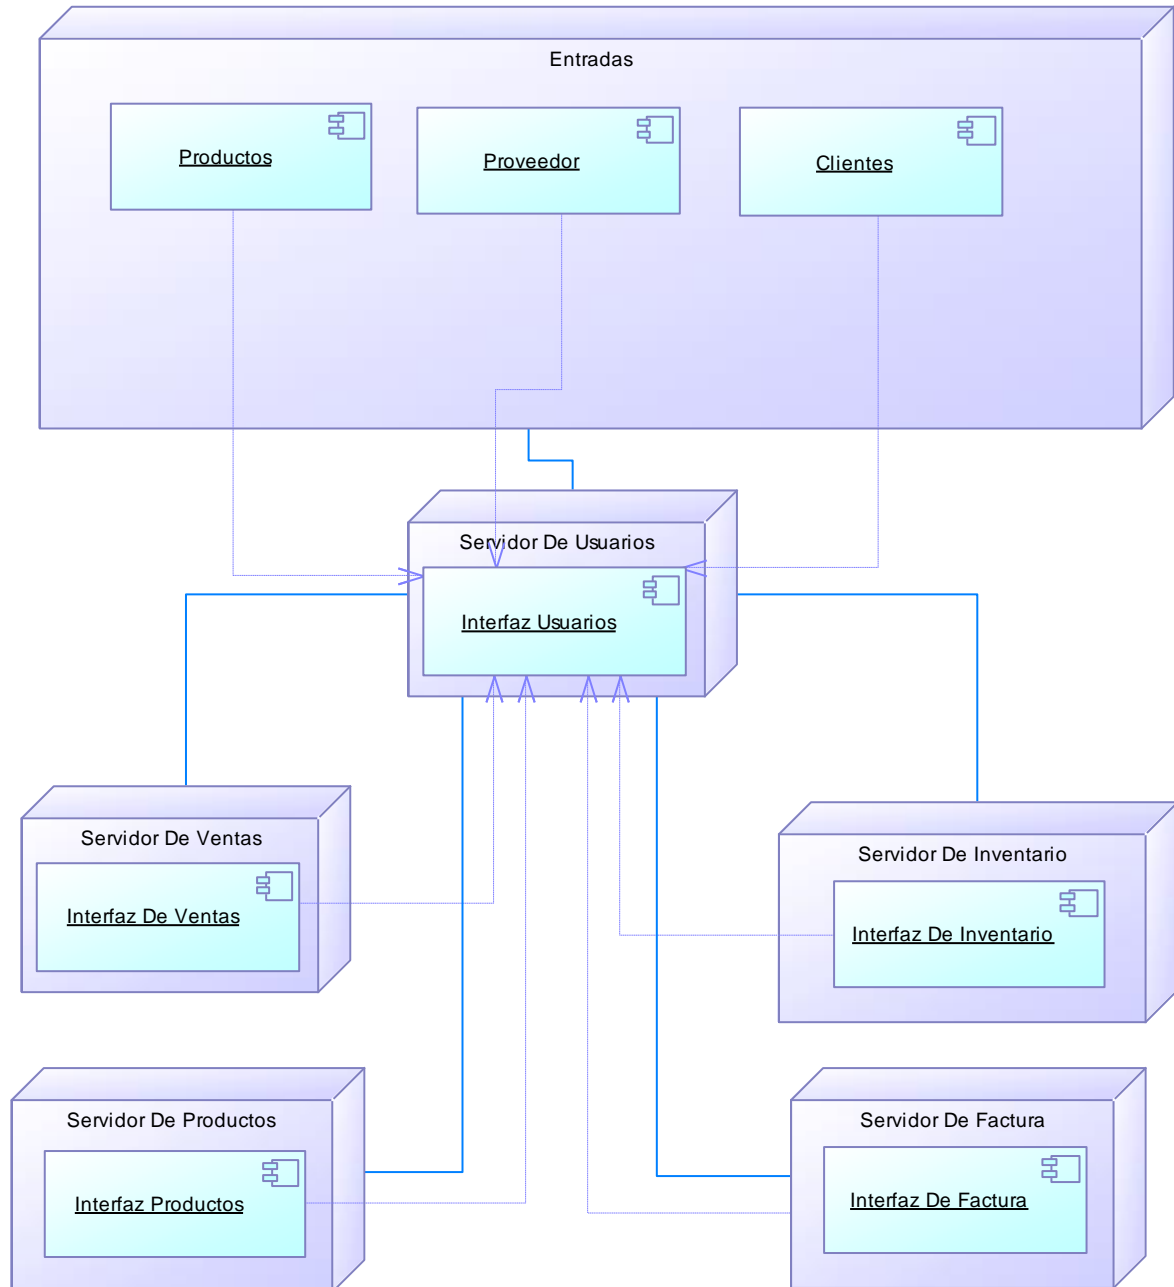 Entradas
Productos
Proveedor
Clientes
Servidor De Usuarios
Interfaz Usuarios
Servidor De Ventas
Interfaz De Ventas
Servidor De Inventario
Interfaz De Inventario
Servidor De Productos
Interfaz Productos
Servidor De Factura
Interfaz De Factura